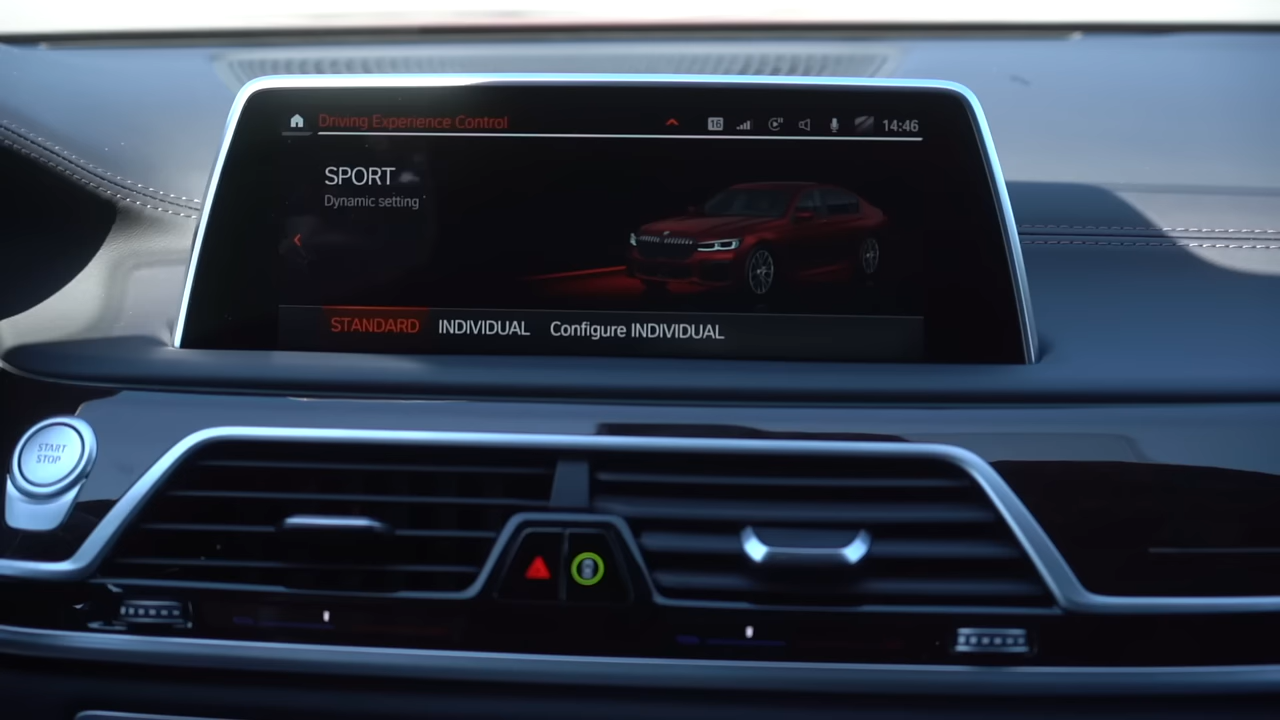 Driving Experience Control
16
14:46
SPORT
Dynamic setting
STANDARD INDIVIDUAL Configure INDIVIDUAL
START
STOP